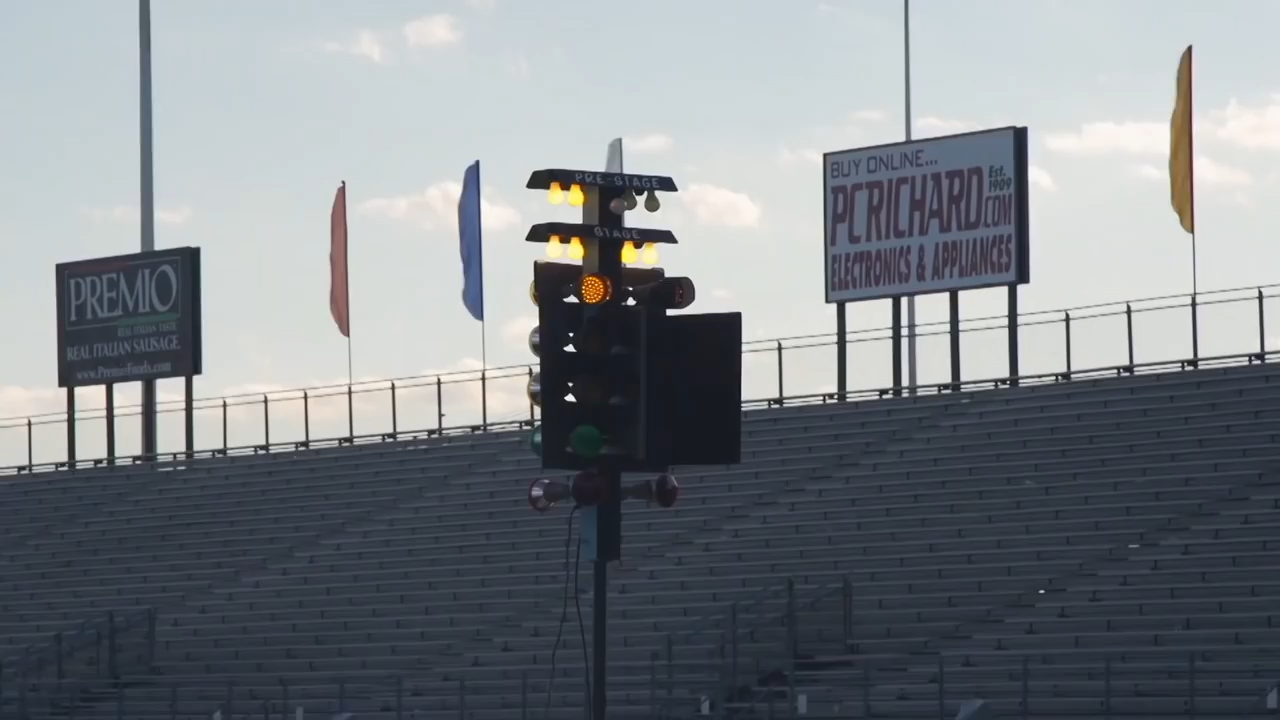 PREMIO
REAL ITALIAN TASTE
REAL ITALIAN SAUSAGE.
www.PremioFoods.com
PRE-STAGE
STAGE
BUY ONLINE...
PCRICHARD.COM
Est. 1909
ELECTRONICS & APPLIANCES